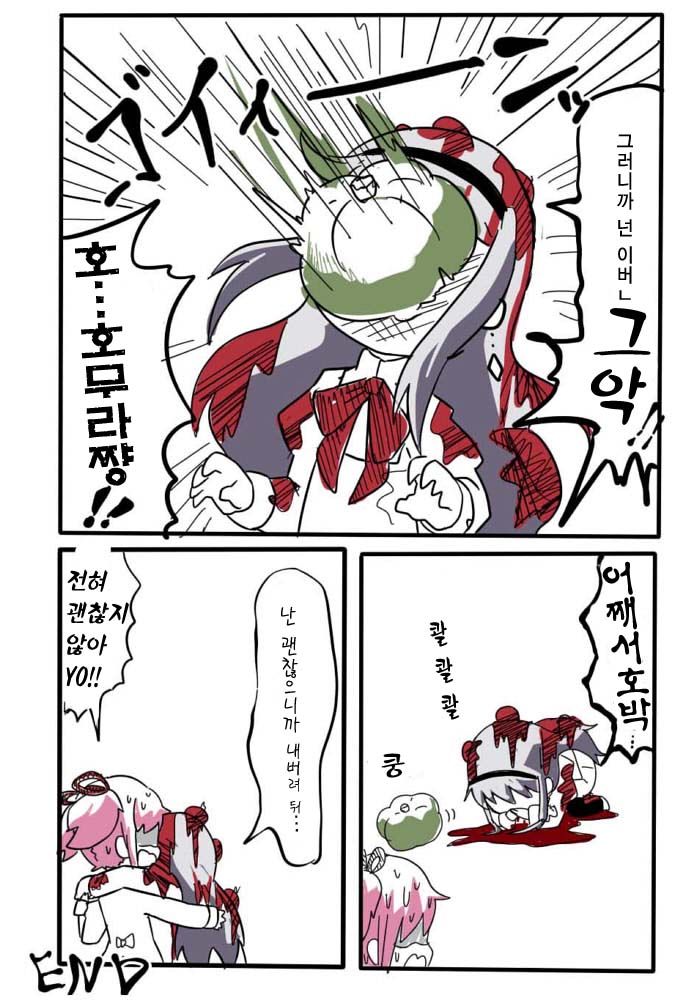 그러니까 넌 이버ㄴ
그
악!!
ブイィーーンッ
호…
호무라
쨩!!
어째서호박…
콸
콸
콸
쿵
난 괜찮으니까 내버려 둬…
전혀
괜찮지
않아
YO!!
END